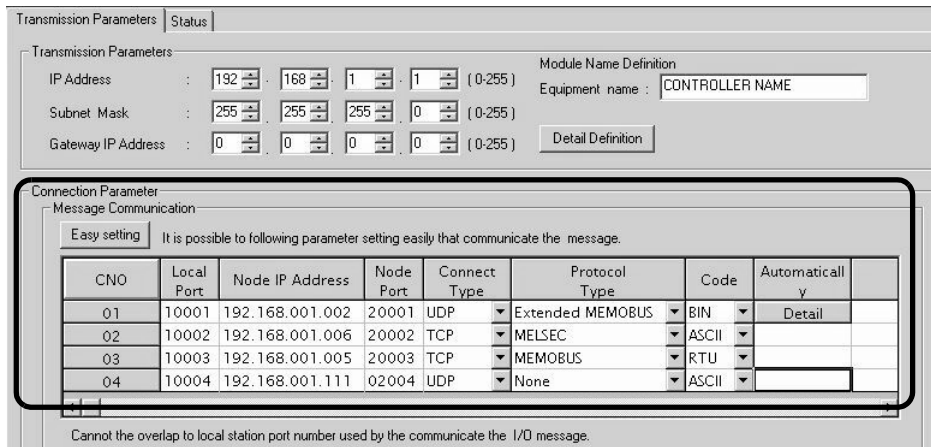 Transmission Parameters Status
Transmission Parameters
IP Address : 192 . 168 . 1 . 1 ( 0-255 )
Subnet Mask : 255 . 255 . 255 . 0 ( 0-255 )
Gateway IP Address : 0 . 0 . 0 . 0 ( 0-255 )
Module Name Definition
Equipment name : CONTROLLER NAME
Detail Definition
Connection Parameter
Message Communication
Easy setting It is possible to following parameter setting easily that communicate the message.
CNO Local Port Node IP Address Node Port Connect Type Protocol Type Code Automaticall y
01 10001 192.168.001.002 20001 UDP Extended MEMOBUS BIN Detail
02 10002 192.168.001.006 20002 TCP MELSEC ASCII
03 10003 192.168.001.005 20003 TCP MEMOBUS RTU
04 10004 192.168.001.111 02004 UDP None ASCII
Cannot the overlap to local station port number used by the communicate the I/O message.